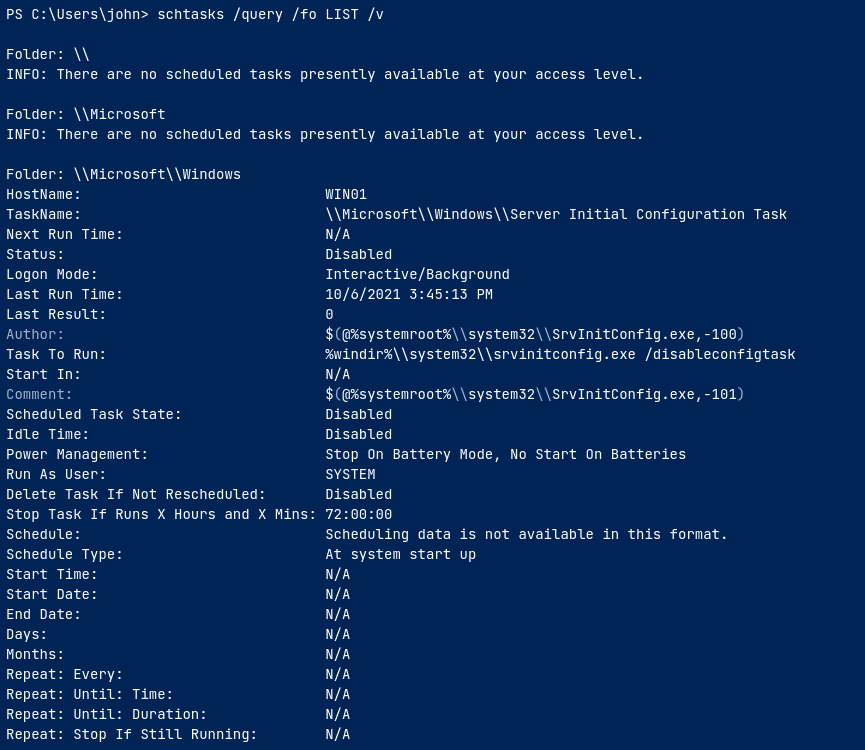 PS C:\Users\john> schtasks /query /fo LIST /v
Folder: \\
INFO: There are no scheduled tasks presently available at your access level.
Folder: \\Microsoft
INFO: There are no scheduled tasks presently available at your access level.
Folder: \\Microsoft\\Windows
HostName: WIN01
TaskName: \\Microsoft\\Windows\\Server Initial Configuration Task
Next Run Time: N/A
Status: Disabled
Logon Mode: Interactive/Background
Last Run Time: 10/6/2021 3:45:13 PM
Last Result: 0
Author: $(@%systemroot%\\system32\\SrvInitConfig.exe,-100)
Task To Run: %windir%\\system32\\srvinitconfig.exe /disableconfigtask
Start In: N/A
Comment: $(@%systemroot%\\system32\\SrvInitConfig.exe,-101)
Scheduled Task State: Disabled
Idle Time: Disabled
Power Management: Stop On Battery Mode, No Start On Batteries
Run As User: SYSTEM
Delete Task If Not Rescheduled: Disabled
Stop Task If Runs X Hours and X Mins: 72:00:00
Schedule: Scheduling data is not available in this format.
Schedule Type: At system start up
Start Time: N/A
Start Date: N/A
End Date: N/A
Days: N/A
Months: N/A
Repeat: Every: N/A
Repeat: Until: Time: N/A
Repeat: Until: Duration: N/A
Repeat: Stop If Still Running: N/A